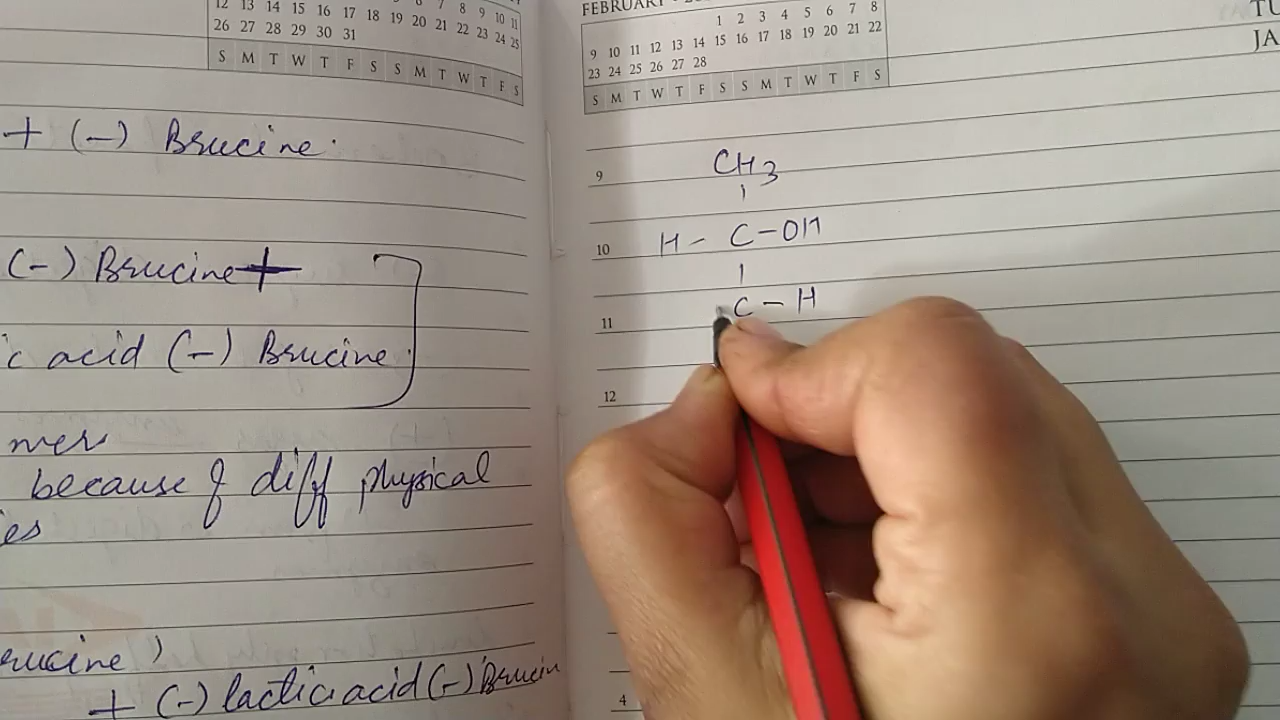 12 13 14 15 16 17 18 19 20 21 22 23 24 25
26 27 28 29 30 31
S M T W T F S S M T W T F S
+ (-) Brucine.
(-) Brucine+
c acid (-) Brucine.
mer
because of diff physical
es
rucine)
+ (-) lactic acid (-) Brucin
FEBRUARY
1 2 3 4 5 6 7 8
9 10 11 12 13 14 15 16 17 18 19 20 21 22
23 24 25 26 27 28
S M T W T F S S M T W T F S
TU
JA
9 CH3
10 H - C - OH
11 C - H
12
4